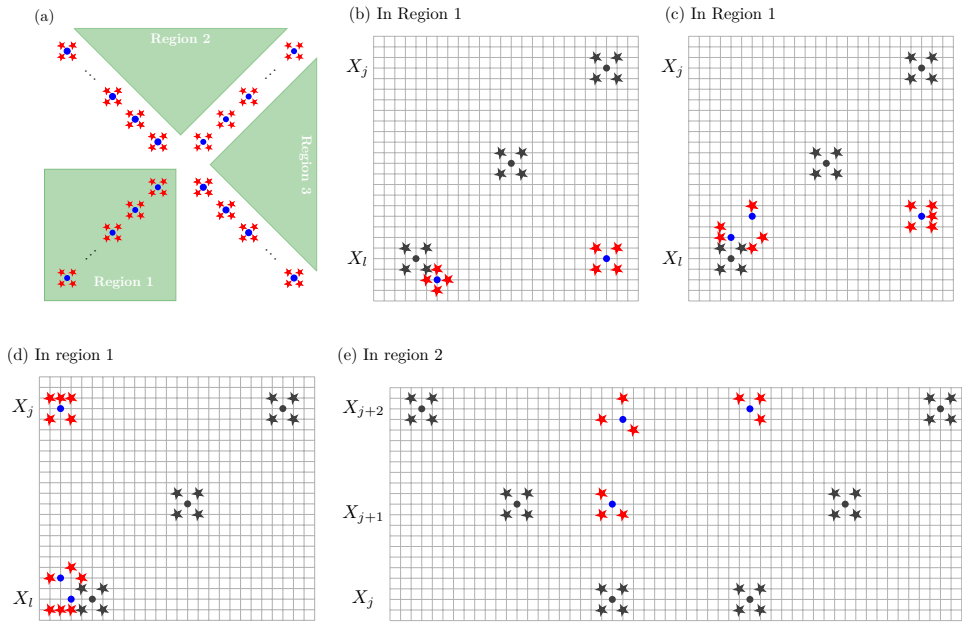 (a)
Region 2
Region 3
Region 1
(b) In Region 1
X_j
X_l
(c) In Region 1
X_j
X_l
(d) In region 1
X_j
X_l
(e) In region 2
X_{j+2}
X_{j+1}
X_j